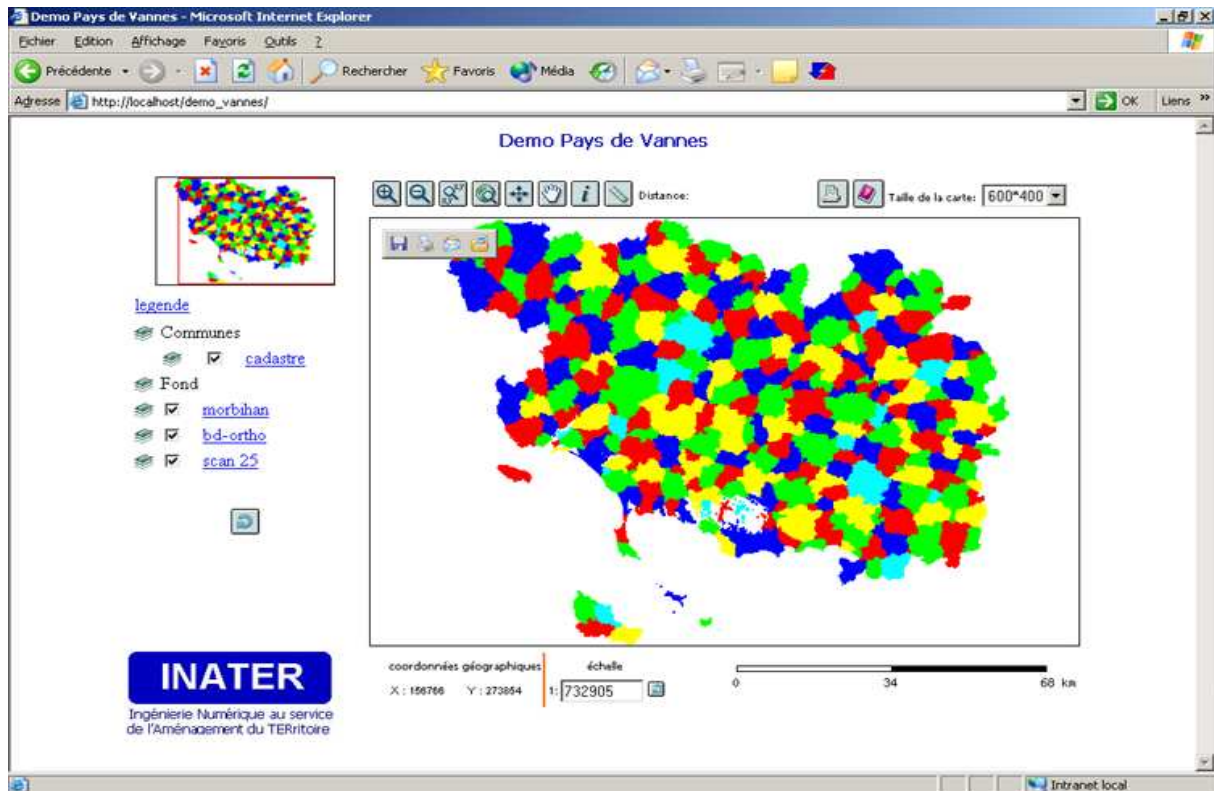 Demo Pays de Vannes - Microsoft Internet Explorer
Fichier Edition Affichage Favoris Outils ?
Précédente Rechercher Favoris Média
Adresse http://localhost/demo_vannes/ OK Liens »
Demo Pays de Vannes
Distance: Taille de la carte: 600*400
legende
Communes
cadastre
Fond
morbihan
bd-ortho
scan 25
INATER
Ingénierie Numérique au service
de l'Aménagement du TERritoire
coordonnées géographiques échelle
X : 156766 Y : 273854 1: 732905
0 34 68 km
Intranet local